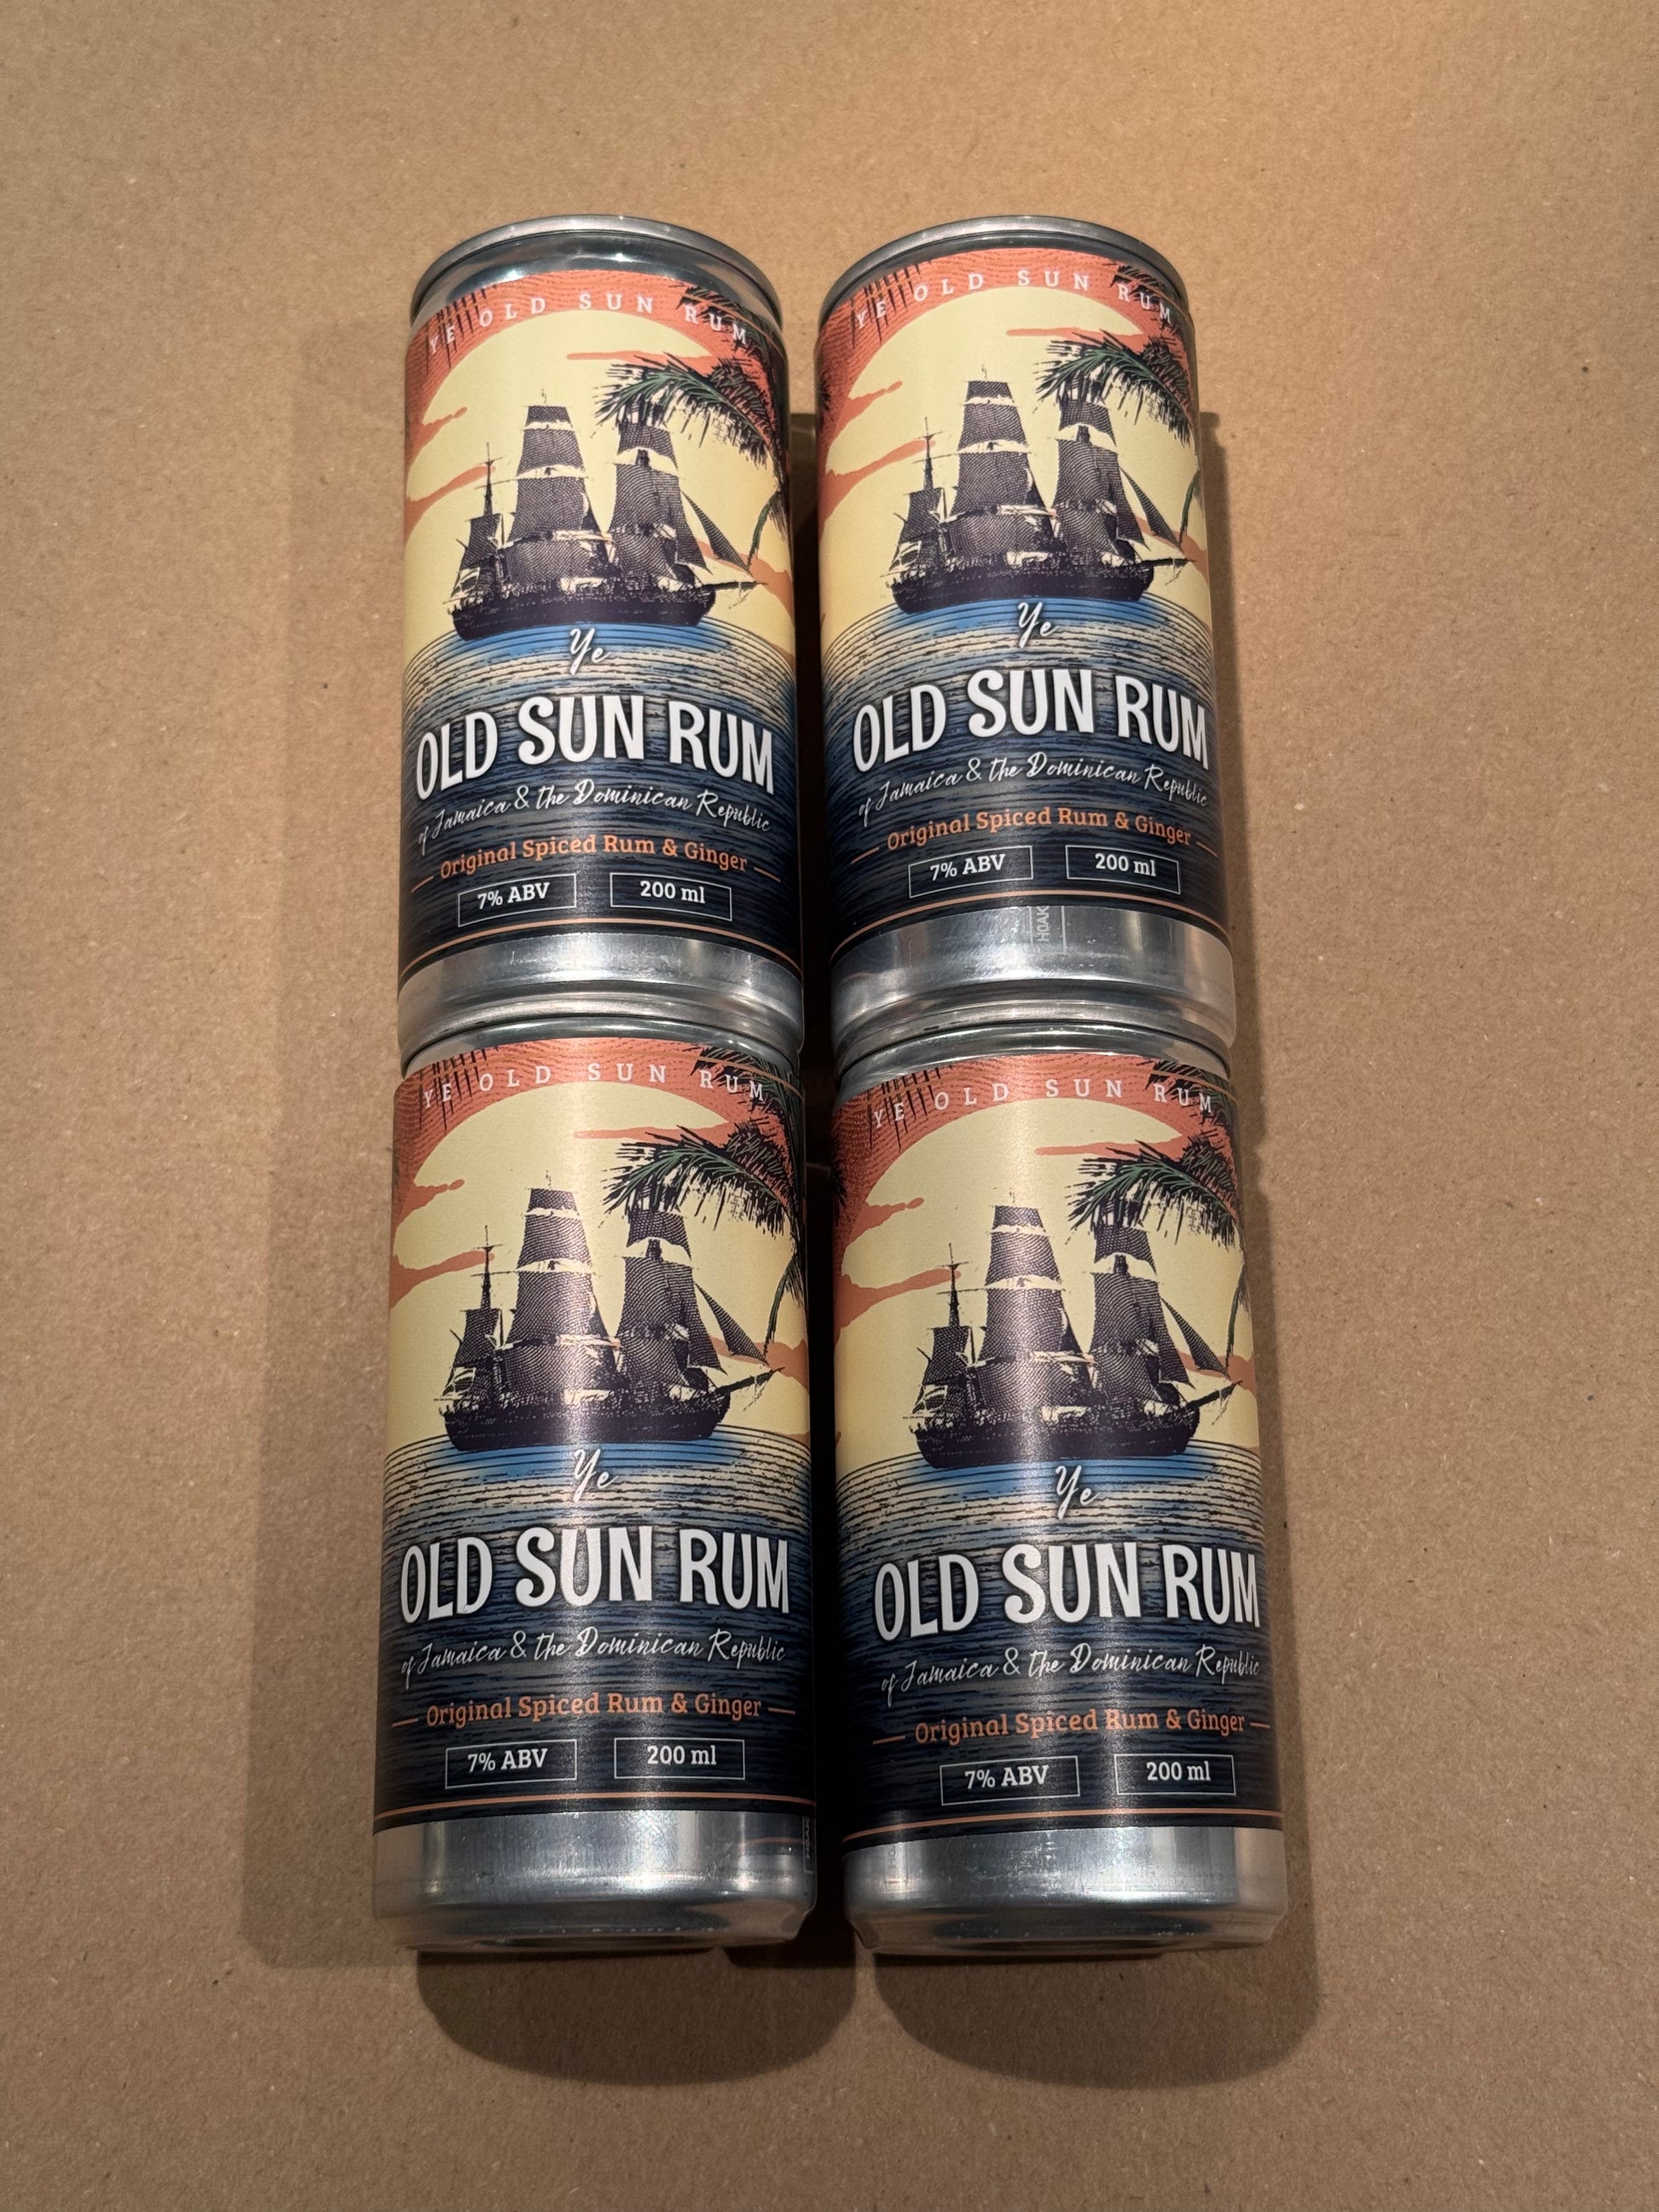 YE OLD SUN RUM
Ye
OLD SUN RUM
of Jamaica & the Dominican Republic
Original Spiced Rum & Ginger
7% ABV 200 ml
YE OLD SUN RUM
Ye
OLD SUN RUM
of Jamaica & the Dominican Republic
Original Spiced Rum & Ginger
7% ABV 200 ml
HOAK
YE OLD SUN RUM
Ye
OLD SUN RUM
of Jamaica & the Dominican Republic
Original Spiced Rum & Ginger
7% ABV 200 ml
YE OLD SUN RUM
Ye
OLD SUN RUM
of Jamaica & the Dominican Republic
Original Spiced Rum & Ginger
7% ABV 200 ml